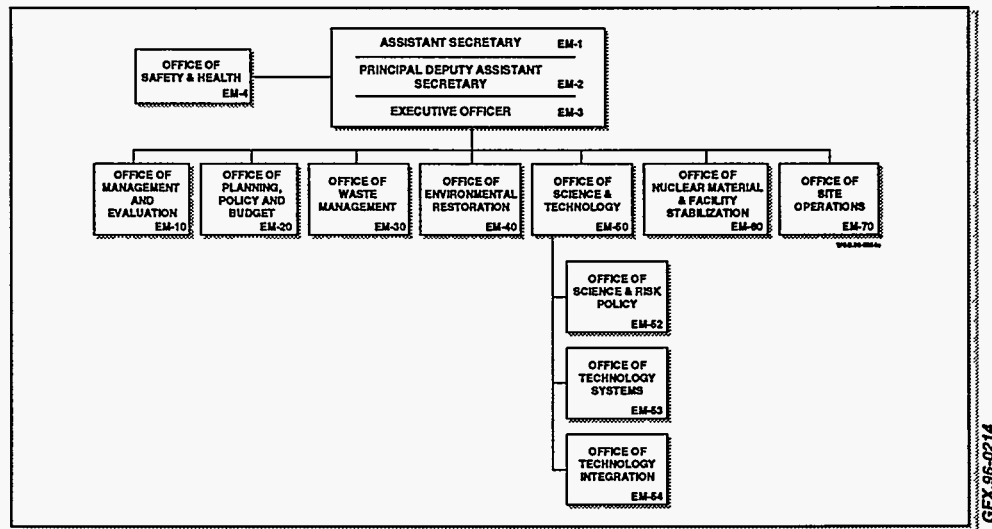 ASSISTANT SECRETARY EM-1
PRINCIPAL DEPUTY ASSISTANT
SECRETARY EM-2
EXECUTIVE OFFICER EM-3
OFFICE OF
SAFETY & HEALTH
EM-4
OFFICE OF
MANAGEMENT
AND
EVALUATION
EM-10
OFFICE OF
PLANNING,
POLICY AND
BUDGET
EM-20
OFFICE OF
WASTE
MANAGEMENT
EM-30
OFFICE OF
ENVIRONMENTAL
RESTORATION
EM-40
OFFICE OF
SCIENCE &
TECHNOLOGY
EM-50
OFFICE OF
NUCLEAR MATERIAL
& FACILITY
STABILIZATION
EM-60
OFFICE OF
SITE
OPERATIONS
EM-70
OFFICE OF
SCIENCE & RISK
POLICY
EM-52
OFFICE OF
TECHNOLOGY
SYSTEMS
EM-53
OFFICE OF
TECHNOLOGY
INTEGRATION
EM-54
GFX.96-0214